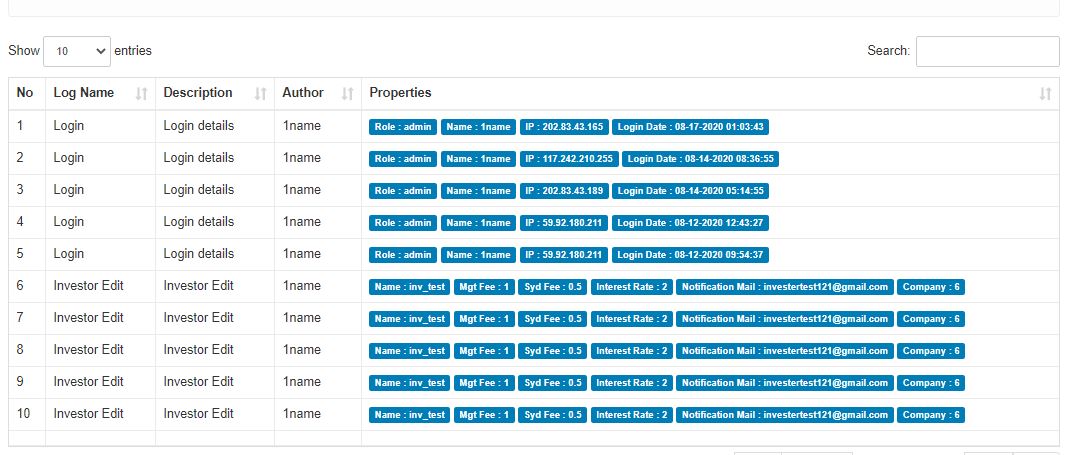 Show 10 entries Search:
No Log Name Description Author Properties
1 Login Login details 1name Role : admin Name : 1name IP : 202.83.43.165 Login Date : 08-17-2020 01:03:43
2 Login Login details 1name Role : admin Name : 1name IP : 117.242.210.255 Login Date : 08-14-2020 08:36:55
3 Login Login details 1name Role : admin Name : 1name IP : 202.83.43.189 Login Date : 08-14-2020 05:14:55
4 Login Login details 1name Role : admin Name : 1name IP : 59.92.180.211 Login Date : 08-12-2020 12:43:27
5 Login Login details 1name Role : admin Name : 1name IP : 59.92.180.211 Login Date : 08-12-2020 09:54:37
6 Investor Edit Investor Edit 1name Name : inv_test Mgt Fee : 1 Syd Fee : 0.5 Interest Rate : 2 Notification Mail : investertest121@gmail.com Company : 6
7 Investor Edit Investor Edit 1name Name : inv_test Mgt Fee : 1 Syd Fee : 0.5 Interest Rate : 2 Notification Mail : investertest121@gmail.com Company : 6
8 Investor Edit Investor Edit 1name Name : inv_test Mgt Fee : 1 Syd Fee : 0.5 Interest Rate : 2 Notification Mail : investertest121@gmail.com Company : 6
9 Investor Edit Investor Edit 1name Name : inv_test Mgt Fee : 1 Syd Fee : 0.5 Interest Rate : 2 Notification Mail : investertest121@gmail.com Company : 6
10 Investor Edit Investor Edit 1name Name : inv_test Mgt Fee : 1 Syd Fee : 0.5 Interest Rate : 2 Notification Mail : investertest121@gmail.com Company : 6